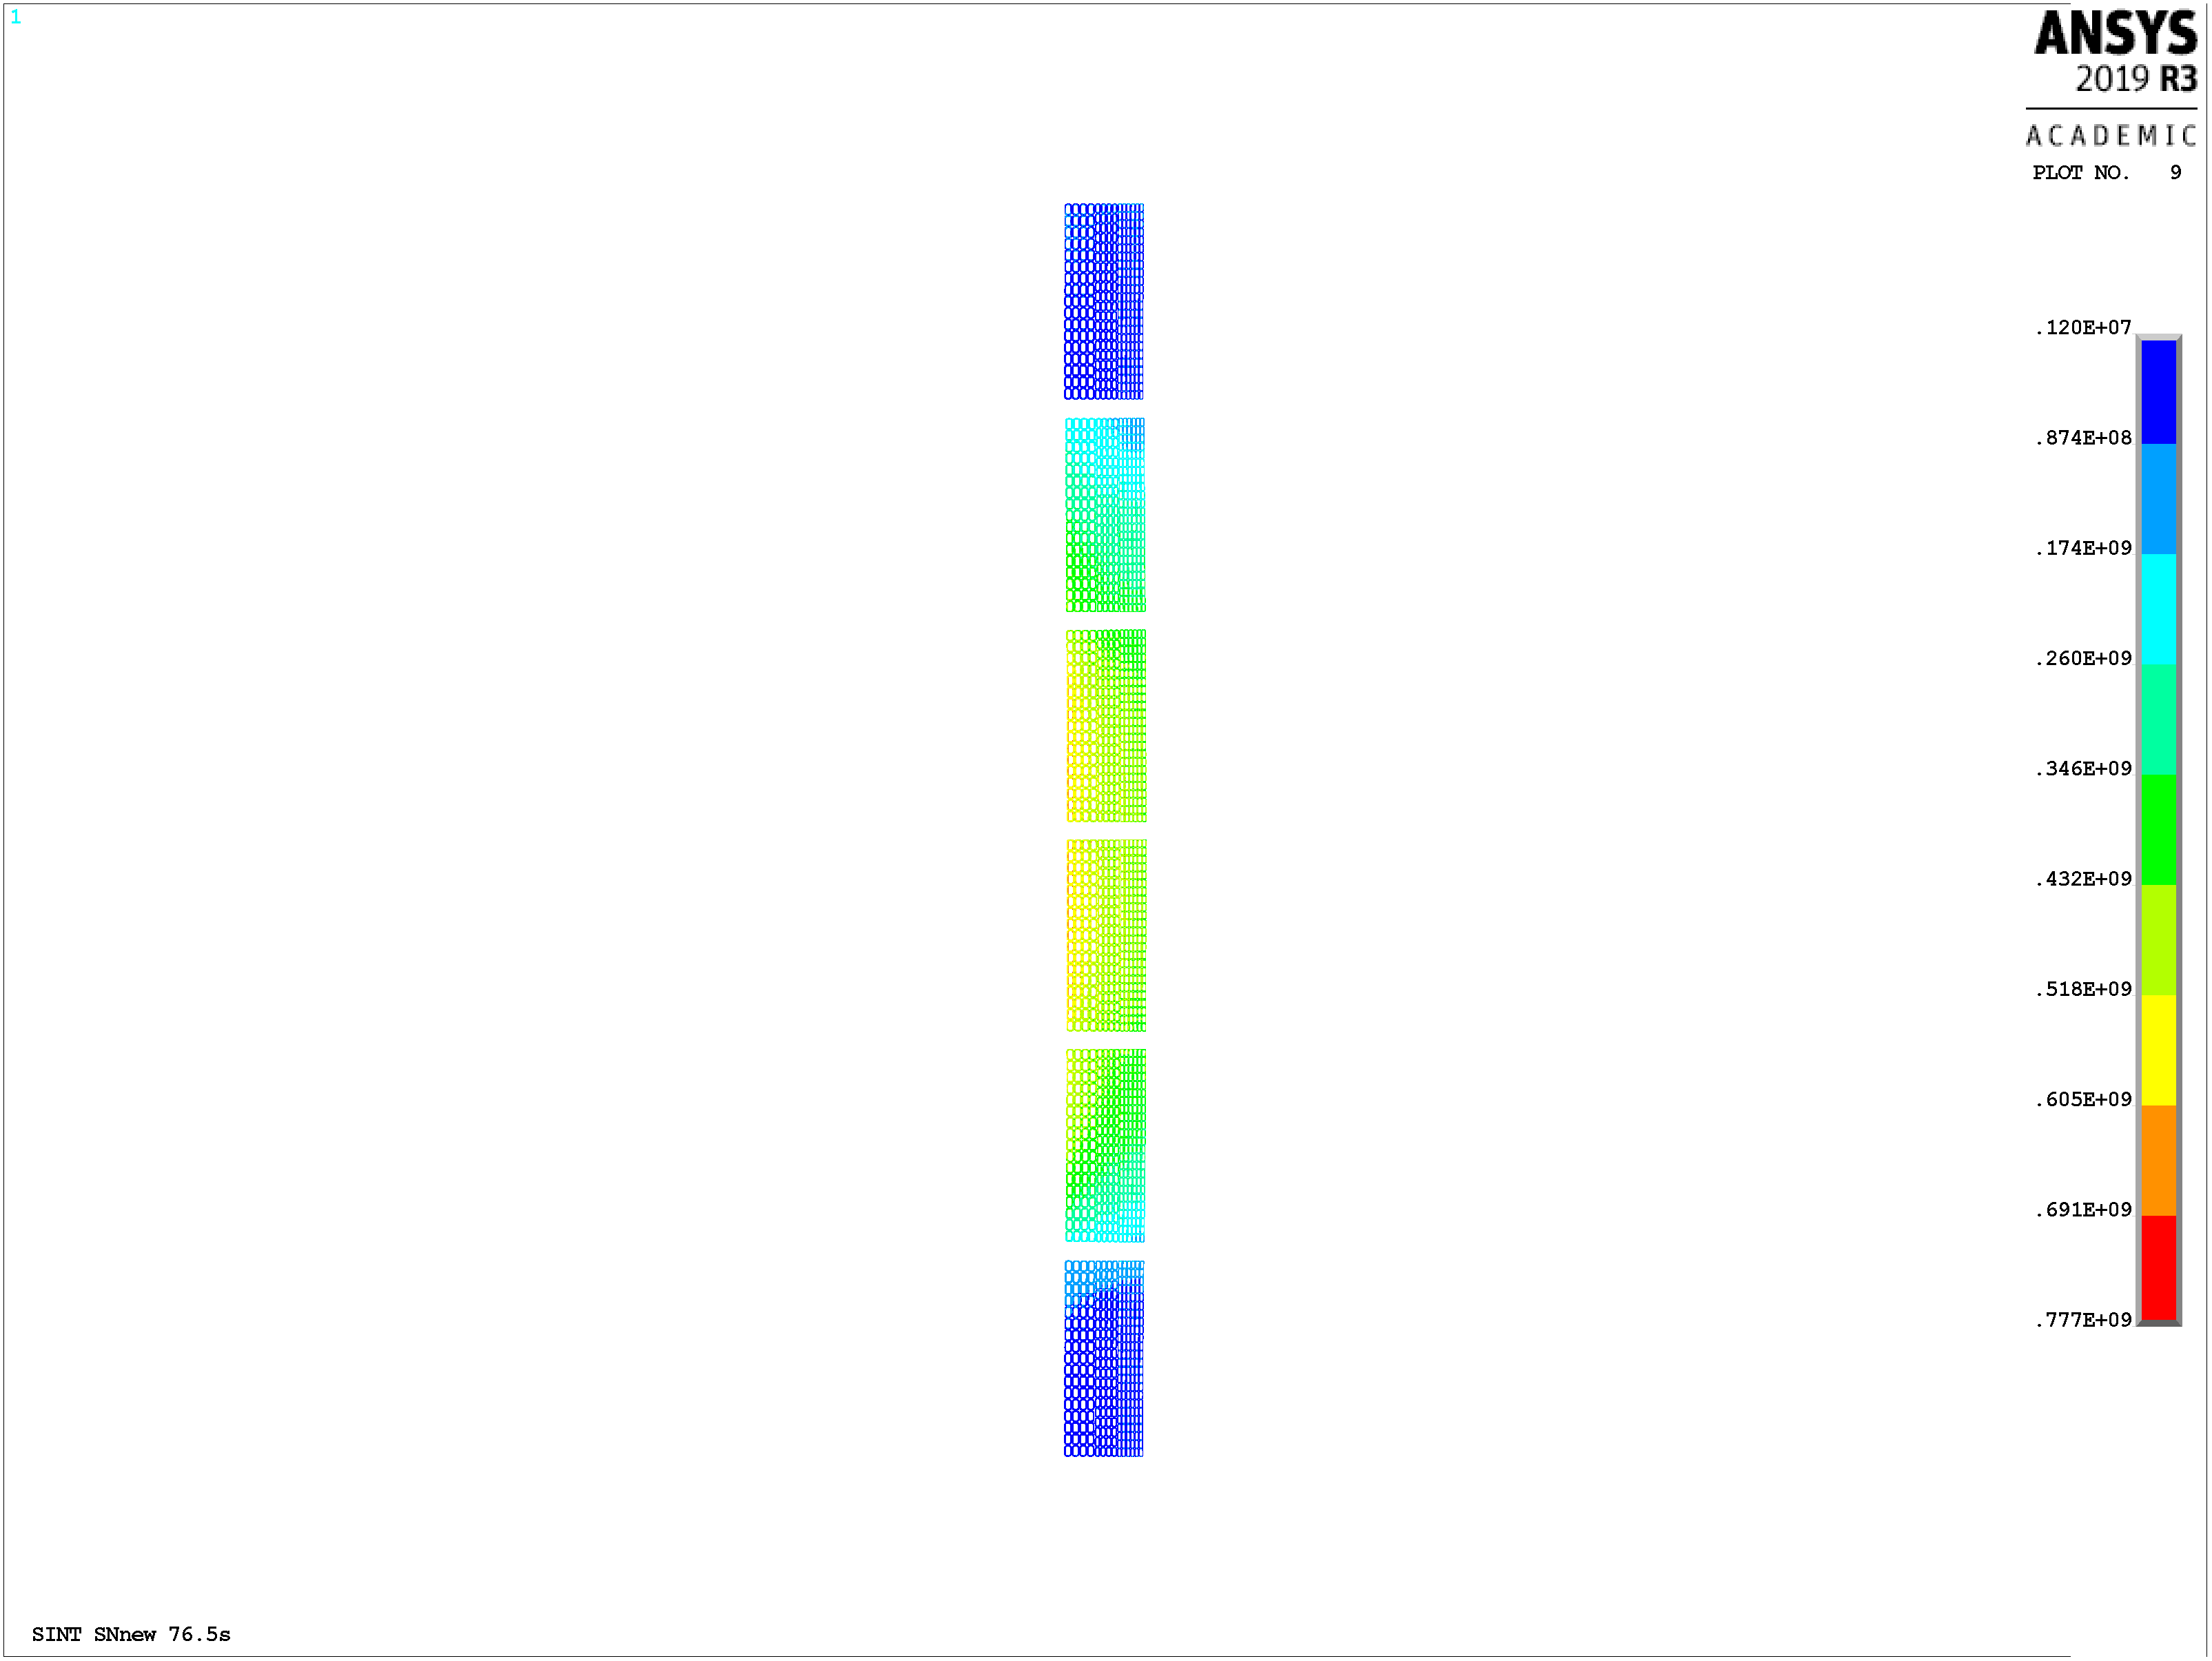 1
ANSYS
2019 R3
ACADEMIC
PLOT NO. 9
.120E+07
.874E+08
.174E+09
.260E+09
.346E+09
.432E+09
.518E+09
.605E+09
.691E+09
.777E+09
SINT SNnew 76.5s